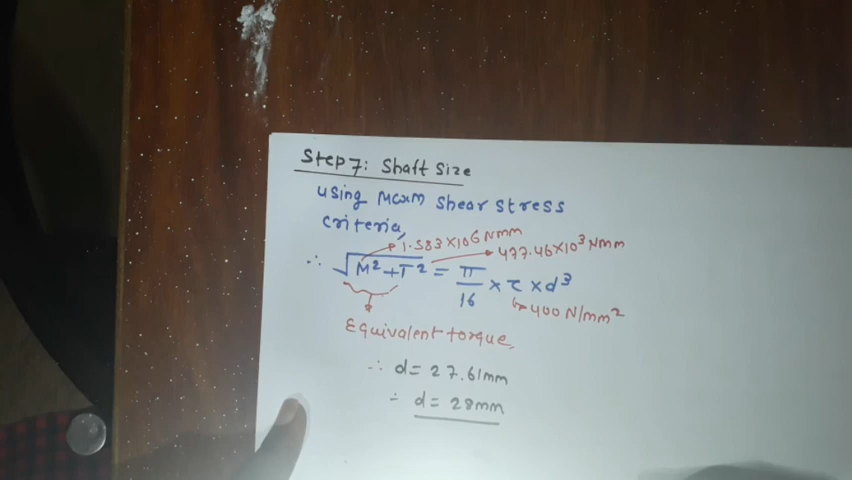 Step 7: Shaft Size
using Maxm Shear stress
criteria,
1.583 × 10⁶ Nmm
477.46×10³ Nmm
∴ √M²+T² = π/16 × τ × d³
400 N/mm²
Equivalent torque,
∴ d = 27.61mm
∴ d = 28mm